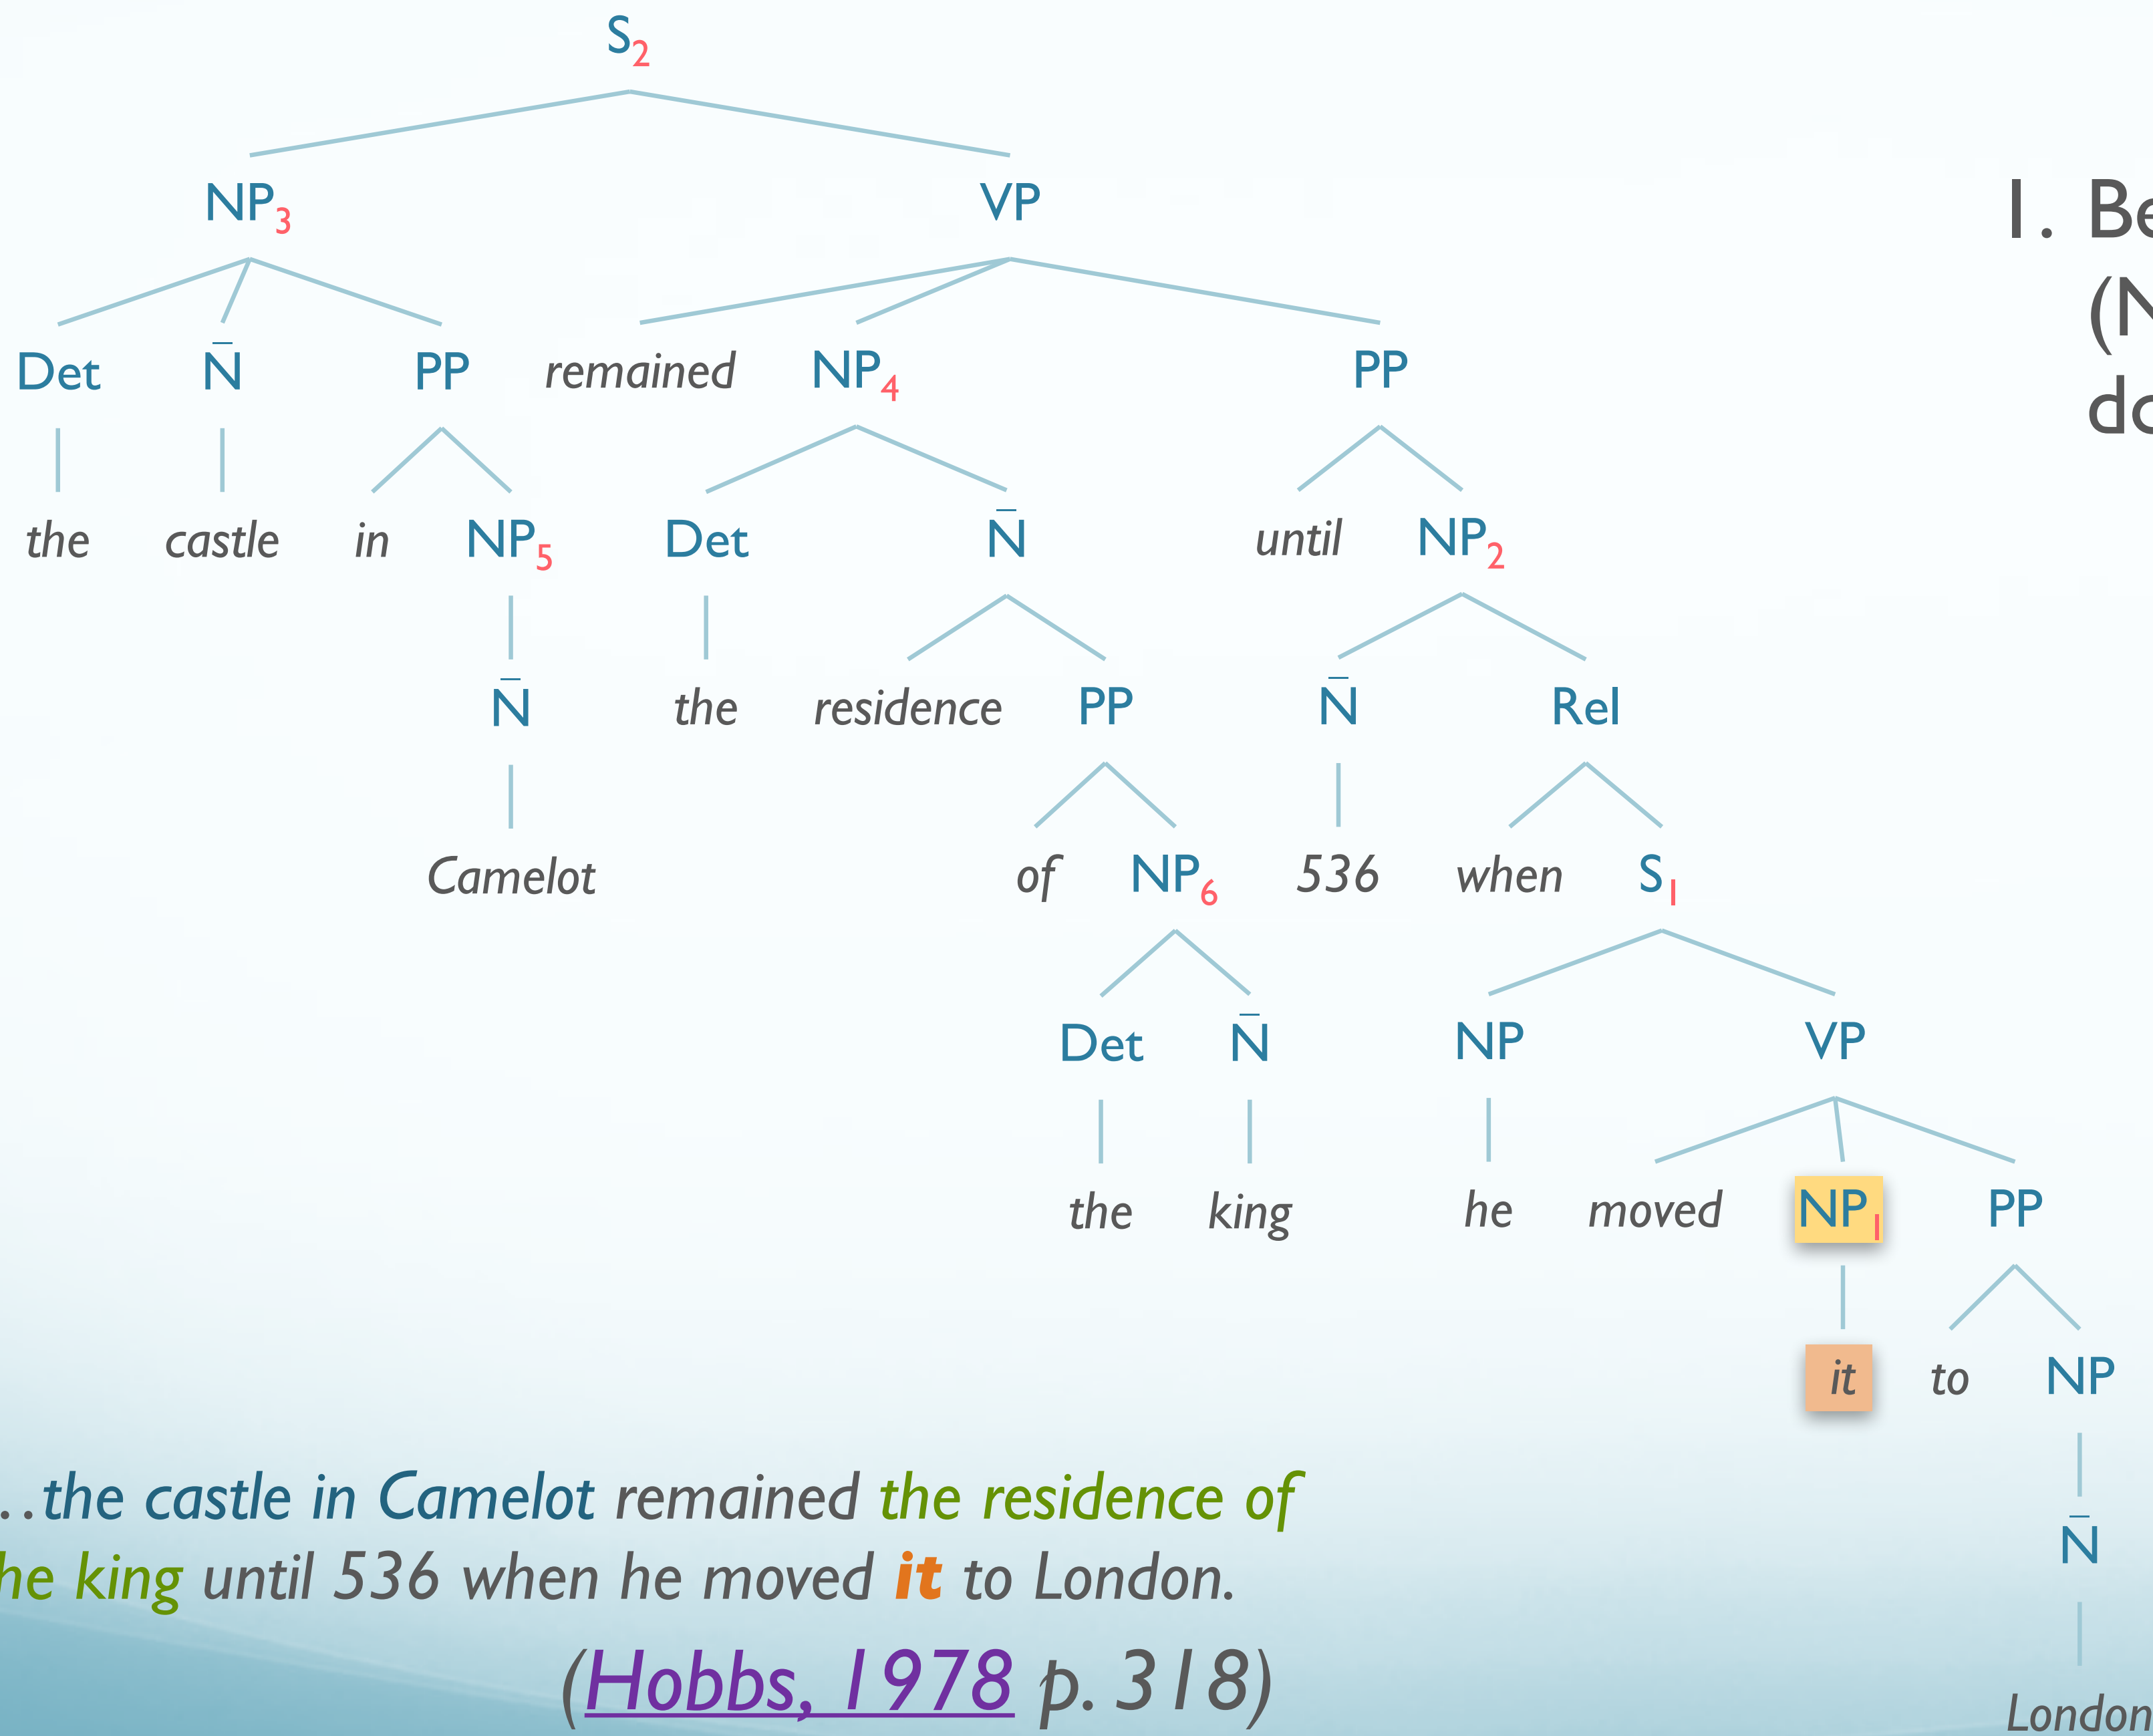 S2
NP3 VP
1. Be
(N
do
Det N̄ PP remained NP4 PP
the castle in NP5 Det N̄ until NP2
N̄ the residence PP N̄ Rel
Camelot of NP6 536 when S1
Det N̄ NP VP
the king he moved NP1 PP
it to NP
N̄
London
…the castle in Camelot remained the residence of
he king until 536 when he moved it to London.
(Hobbs, 1978 p. 318)